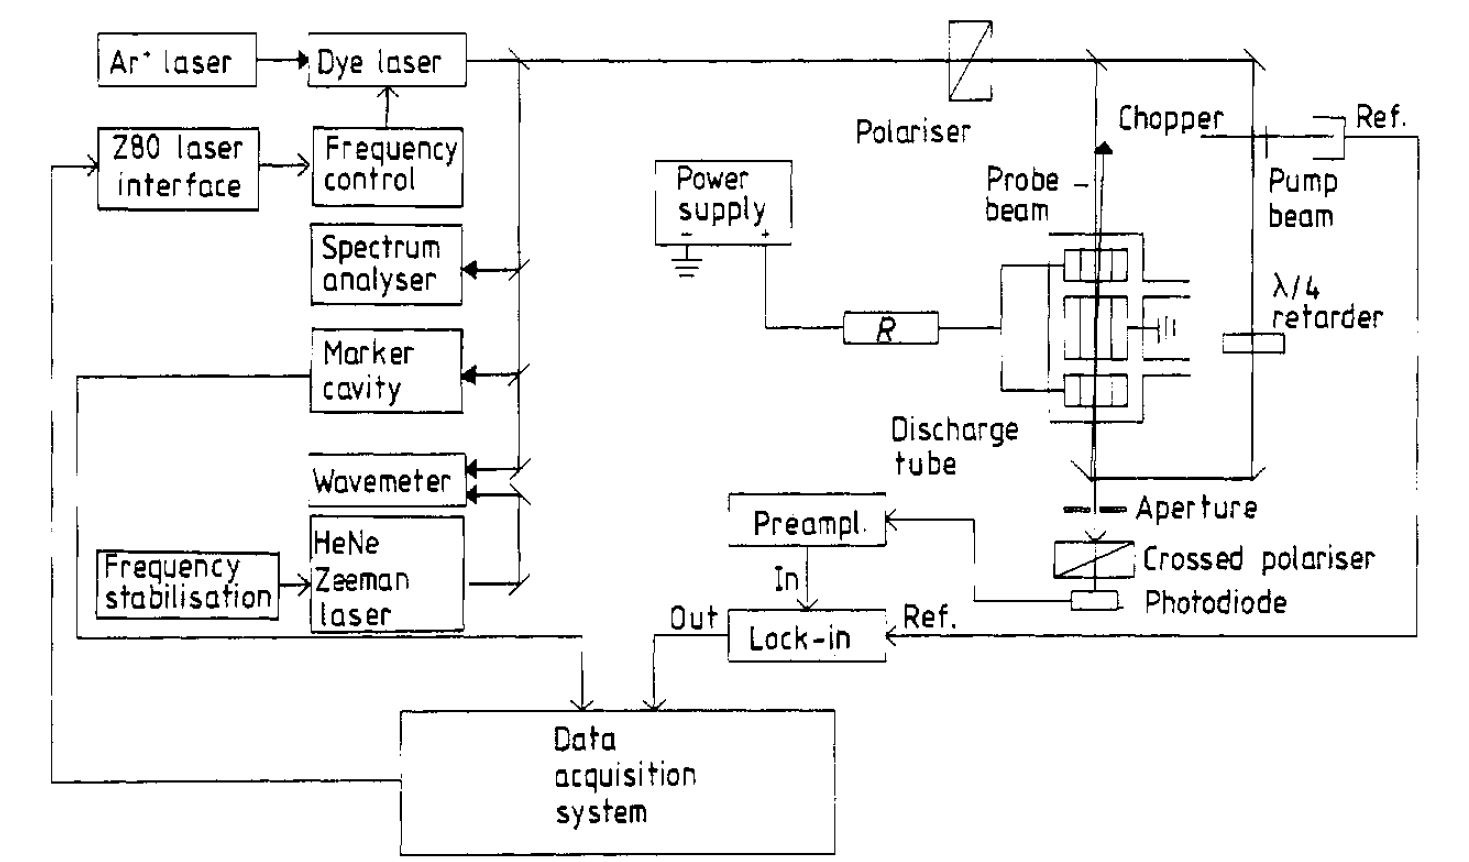 Ar⁺ laser
Dye laser
Polariser
Chopper
Ref.
Z80 laser
interface
Frequency
control
Power
supply
- +
Probe
beam
Pump
beam
Spectrum
analyser
λ/4
retarder
R
Marker
cavity
Discharge
tube
Wavemeter
Aperture
Preampl.
HeNe
Zeeman
laser
Frequency
stabilisation
Crossed polariser
Photodiode
In
Out
Lock-in
Ref.
Data
acquisition
system